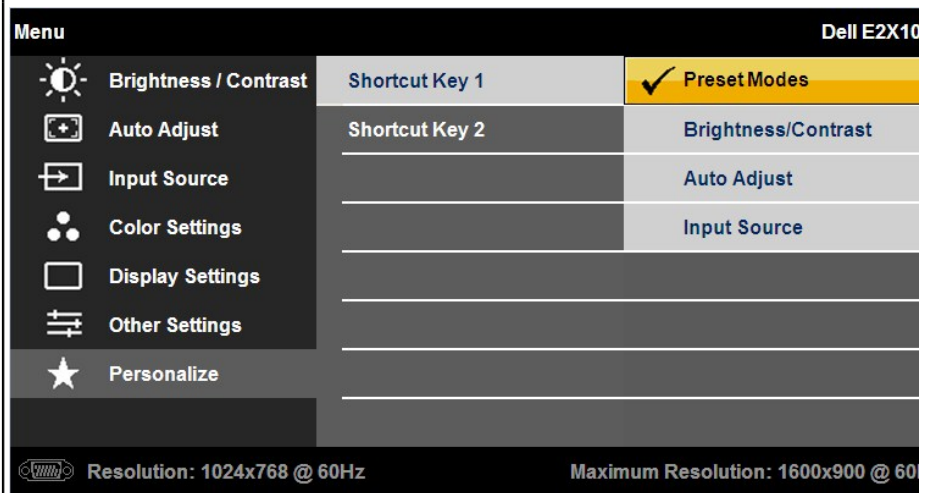 Menu Dell E2X10
Brightness / Contrast Shortcut Key 1 Preset Modes
Auto Adjust Shortcut Key 2 Brightness/Contrast
Input Source Auto Adjust
Color Settings Input Source
Display Settings
Other Settings
Personalize
Resolution: 1024x768 @ 60Hz Maximum Resolution: 1600x900 @ 60